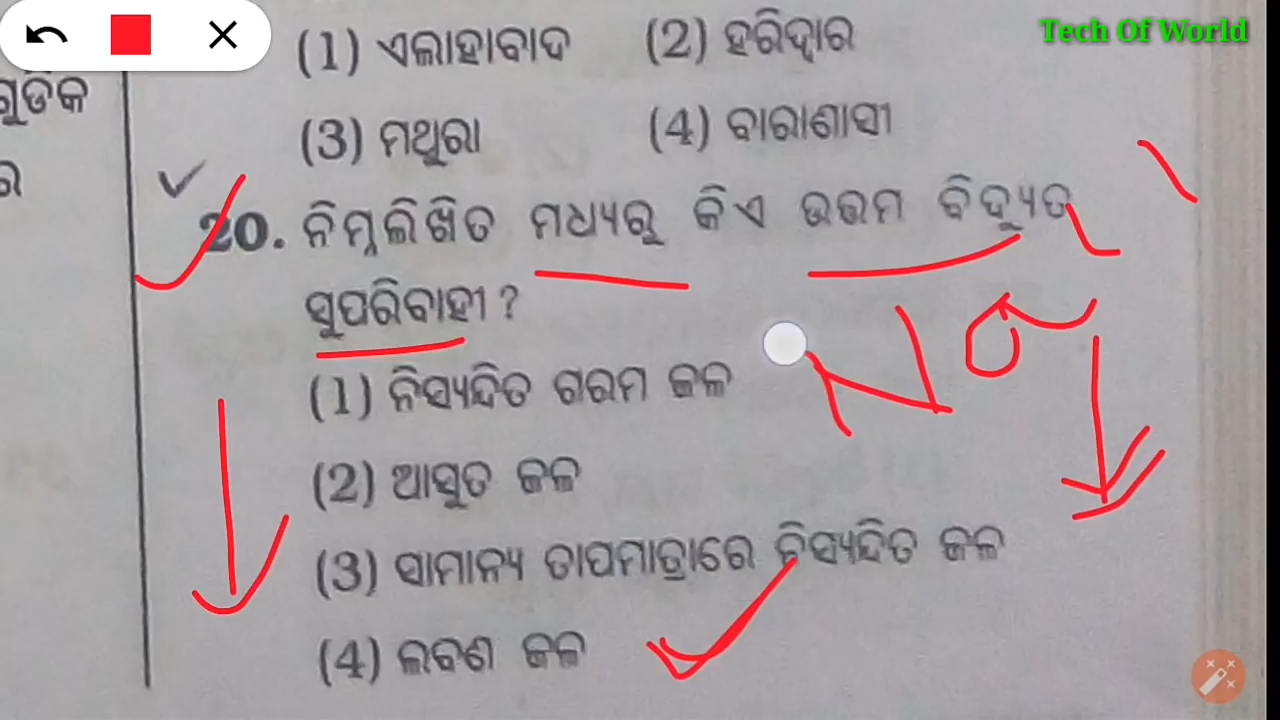 Tech Of World
(1) ଏଲାହାବାଦ (2) ହରିଦ୍ୱାର
ଗୁଡିକ
(3) ମଥୁରା (4) ବାରାଣାସୀ
ର
20. ନିମ୍ନଲିଖିତ ମଧ୍ୟରୁ କିଏ ଉତ୍ତମ ବିଦ୍ୟୁତ
ସୁପରିବାହୀ ?
(1) ନିସ୍ୟନ୍ଦିତ ଗରମ ଜଳ
(2) ଆସୁତ ଜଳ
(3) ସାମାନ୍ୟ ତାପମାତ୍ରାରେ ନିସ୍ୟନ୍ଦିତ ଜଳ
(4) ଲବଣ ଜଳ
Na